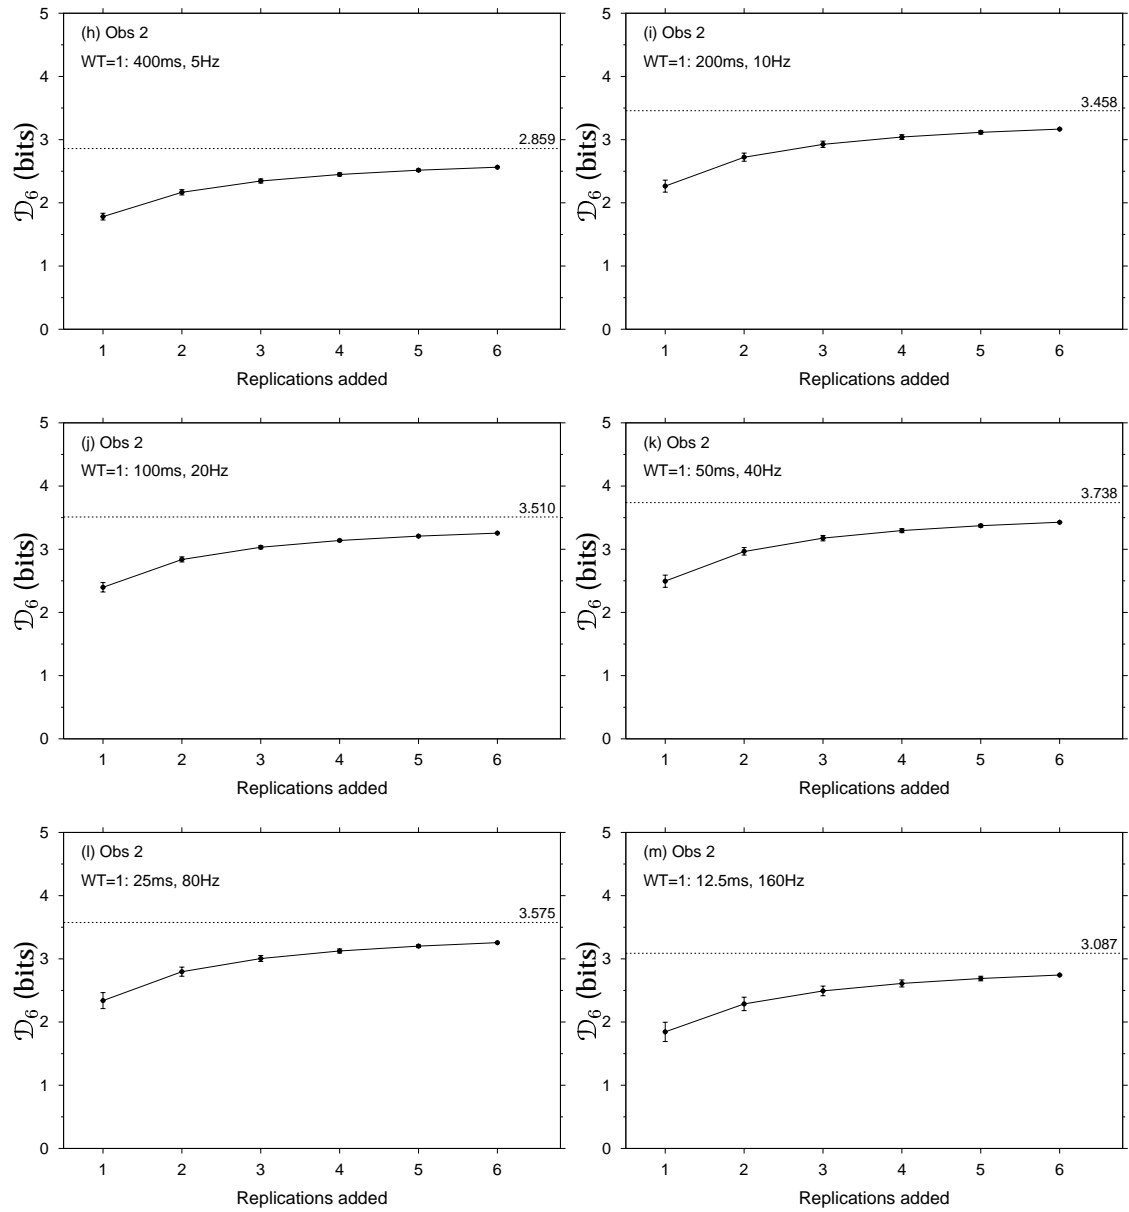 (h) Obs 2
WT=1: 400ms, 5Hz
2.859
5
4
3
2
1
0
𝒟₆ (bits)
1 2 3 4 5 6
Replications added
(i) Obs 2
WT=1: 200ms, 10Hz
3.458
5
4
3
2
1
0
𝒟₆ (bits)
1 2 3 4 5 6
Replications added
(j) Obs 2
WT=1: 100ms, 20Hz
3.510
5
4
3
2
1
0
𝒟₆ (bits)
1 2 3 4 5 6
Replications added
(k) Obs 2
WT=1: 50ms, 40Hz
3.738
5
4
3
2
1
0
𝒟₆ (bits)
1 2 3 4 5 6
Replications added
(l) Obs 2
WT=1: 25ms, 80Hz
3.575
5
4
3
2
1
0
𝒟₆ (bits)
1 2 3 4 5 6
Replications added
(m) Obs 2
WT=1: 12.5ms, 160Hz
3.087
5
4
3
2
1
0
𝒟₆ (bits)
1 2 3 4 5 6
Replications added